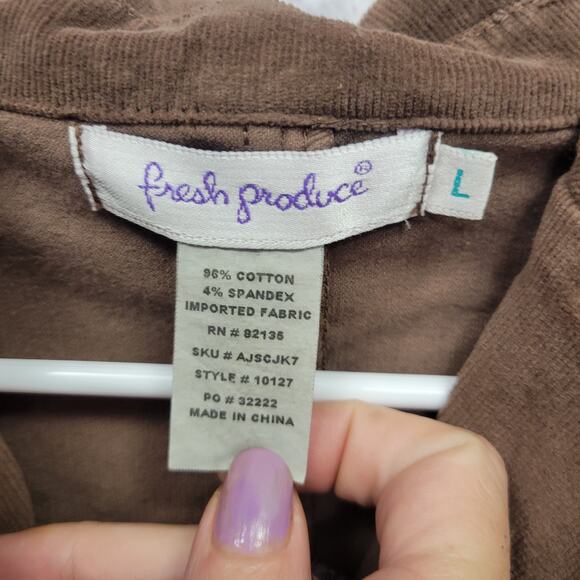 fresh produce®
L
96% COTTON
4% SPANDEX
IMPORTED FABRIC
RN # 82135
SKU # AJSCJK7
STYLE # 10127
PO # 32222
MADE IN CHINA